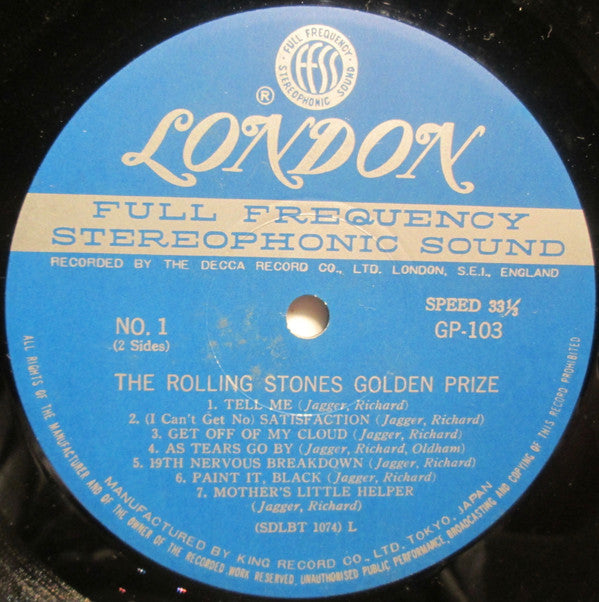 FULL FREQUENCY
ffss
STEREOPHONIC SOUND
®
LONDON
FULL FREQUENCY
STEREOPHONIC SOUND
RECORDED BY THE DECCA RECORD CO., LTD. LONDON, S.E.I., ENGLAND
SPEED 33⅓
NO. 1
GP-103
(2 Sides)
THE ROLLING STONES GOLDEN PRIZE
1. TELL ME (Jagger, Richard)
2. (I Can't Get No) SATISFACTION (Jagger, Richard)
3. GET OFF OF MY CLOUD (Jagger, Richard)
4. AS TEARS GO BY (Jagger, Richard, Oldham)
5. 19TH NERVOUS BREAKDOWN (Jagger, Richard)
6. PAINT IT, BLACK (Jagger, Richard)
7. MOTHER'S LITTLE HELPER
(Jagger, Richard)
(SDLBT 1074) L
MANUFACTURED BY KING RECORD CO., LTD. TOKYO, JAPAN
ALL RIGHTS OF THE MANUFACTURER AND OF THE OWNER OF THE RECORDED WORK RESERVED. UNAUTHORISED PUBLIC PERFORMANCE, BROADCASTING AND COPYING OF THIS RECORD PROHIBITED